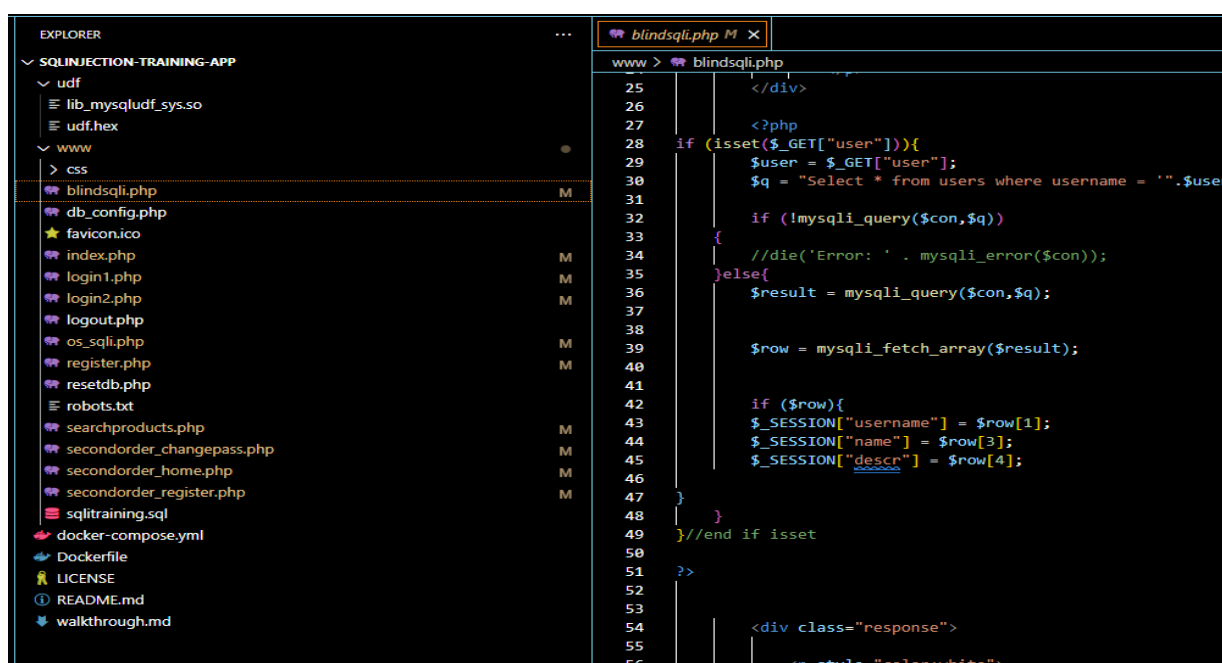 EXPLORER
SQLINJECTION-TRAINING-APP
udf
lib_mysqludf_sys.so
udf.hex
www
css
blindsqli.php M
db_config.php
favicon.ico
index.php M
login1.php M
login2.php M
logout.php
os_sqli.php M
register.php M
resetdb.php
robots.txt
searchproducts.php M
secondorder_changepass.php M
secondorder_home.php M
secondorder_register.php M
sqlitraining.sql
docker-compose.yml
Dockerfile
LICENSE
README.md
walkthrough.md
blindsqli.php M
www > blindsqli.php
25 </div>
26
27 <?php
28 if (isset($_GET["user"])){
29 $user = $_GET["user"];
30 $q = "Select * from users where username = '".$use
31
32 if (!mysqli_query($con,$q))
33 {
34 //die('Error: ' . mysqli_error($con));
35 }else{
36 $result = mysqli_query($con,$q);
37
38
39 $row = mysqli_fetch_array($result);
40
41
42 if ($row){
43 $_SESSION["username"] = $row[1];
44 $_SESSION["name"] = $row[3];
45 $_SESSION["descr"] = $row[4];
46
47 }
48 }
49 }//end if isset
50
51 ?>
52
53
54 <div class="response">
55